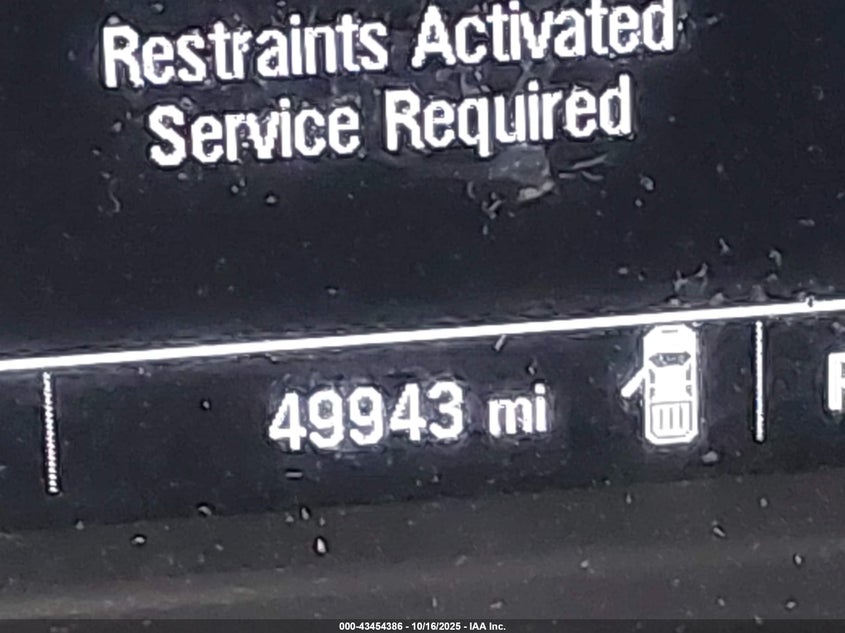 Restraints Activated
Service Required
49943 mi
000-43454386 - 10/16/2025 - IAA Inc.